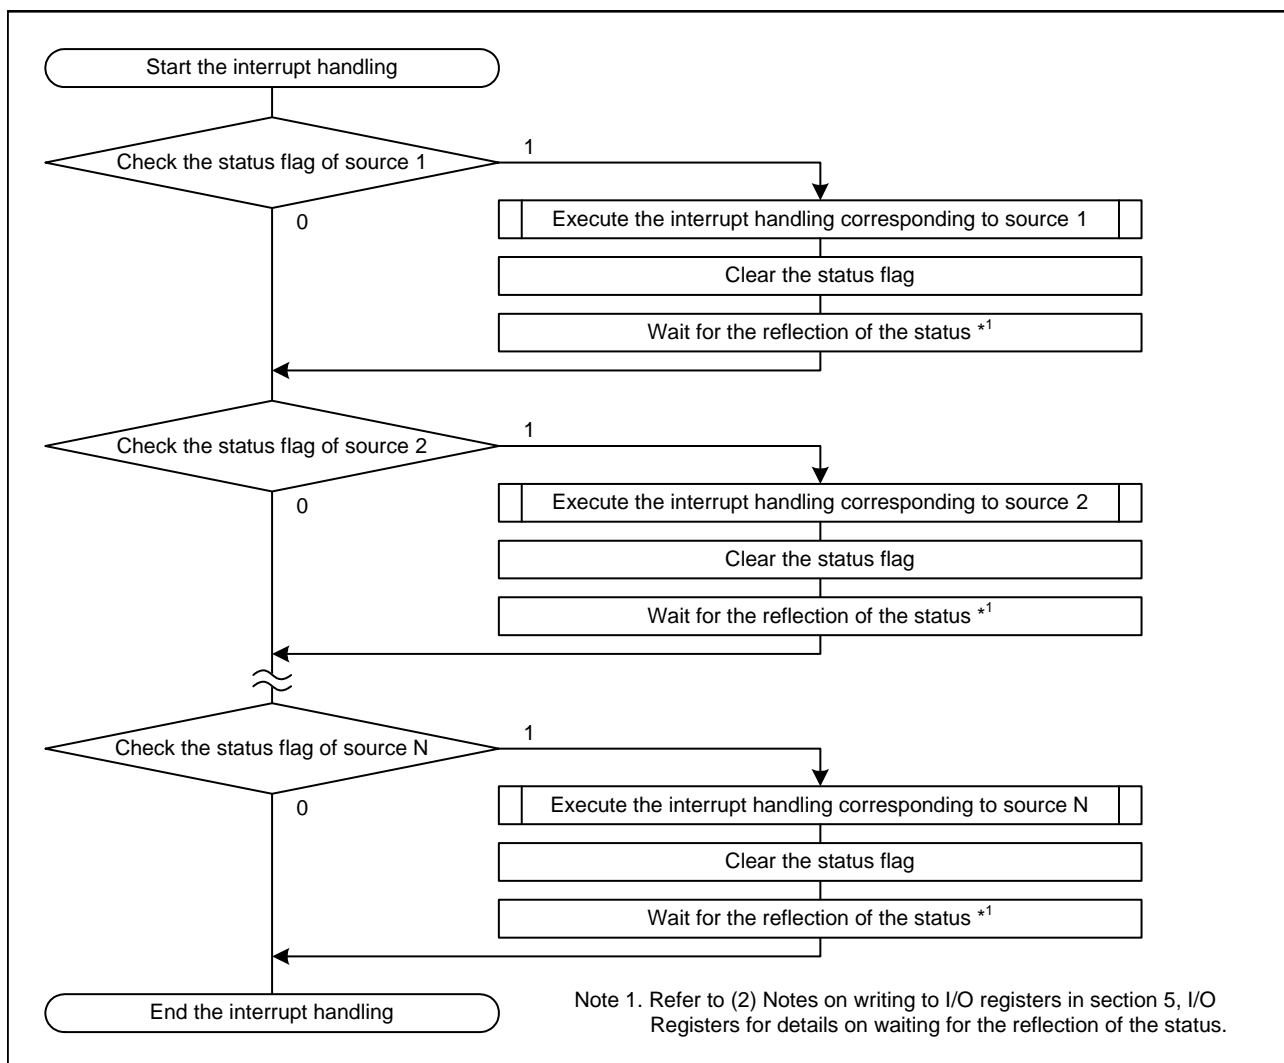 Start the interrupt handling
Check the status flag of source 1
1
0
Execute the interrupt handling corresponding to source 1
Clear the status flag
Wait for the reflection of the status *1
Check the status flag of source 2
1
0
Execute the interrupt handling corresponding to source 2
Clear the status flag
Wait for the reflection of the status *1
Check the status flag of source N
1
0
Execute the interrupt handling corresponding to source N
Clear the status flag
Wait for the reflection of the status *1
End the interrupt handling
Note 1. Refer to (2) Notes on writing to I/O registers in section 5, I/O
Registers for details on waiting for the reflection of the status.